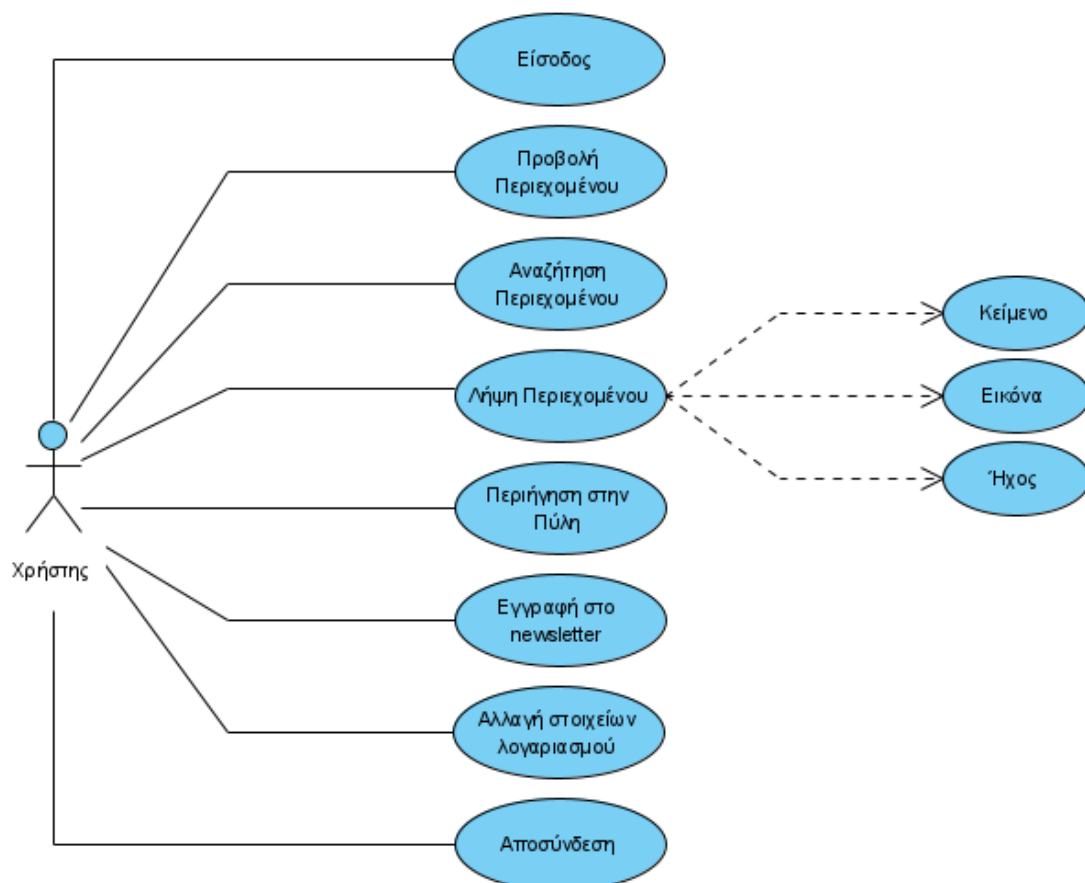 Είσοδος
Προβολή
Περιεχομένου
Αναζήτηση
Περιεχομένου
Λήψη Περιεχομένου
Κείμενο
Εικόνα
Ήχος
Περιήγηση στην
Πύλη
Χρήστης
Εγγραφή στο
newsletter
Αλλαγή στοιχείων
λογαριασμού
Αποσύνδεση